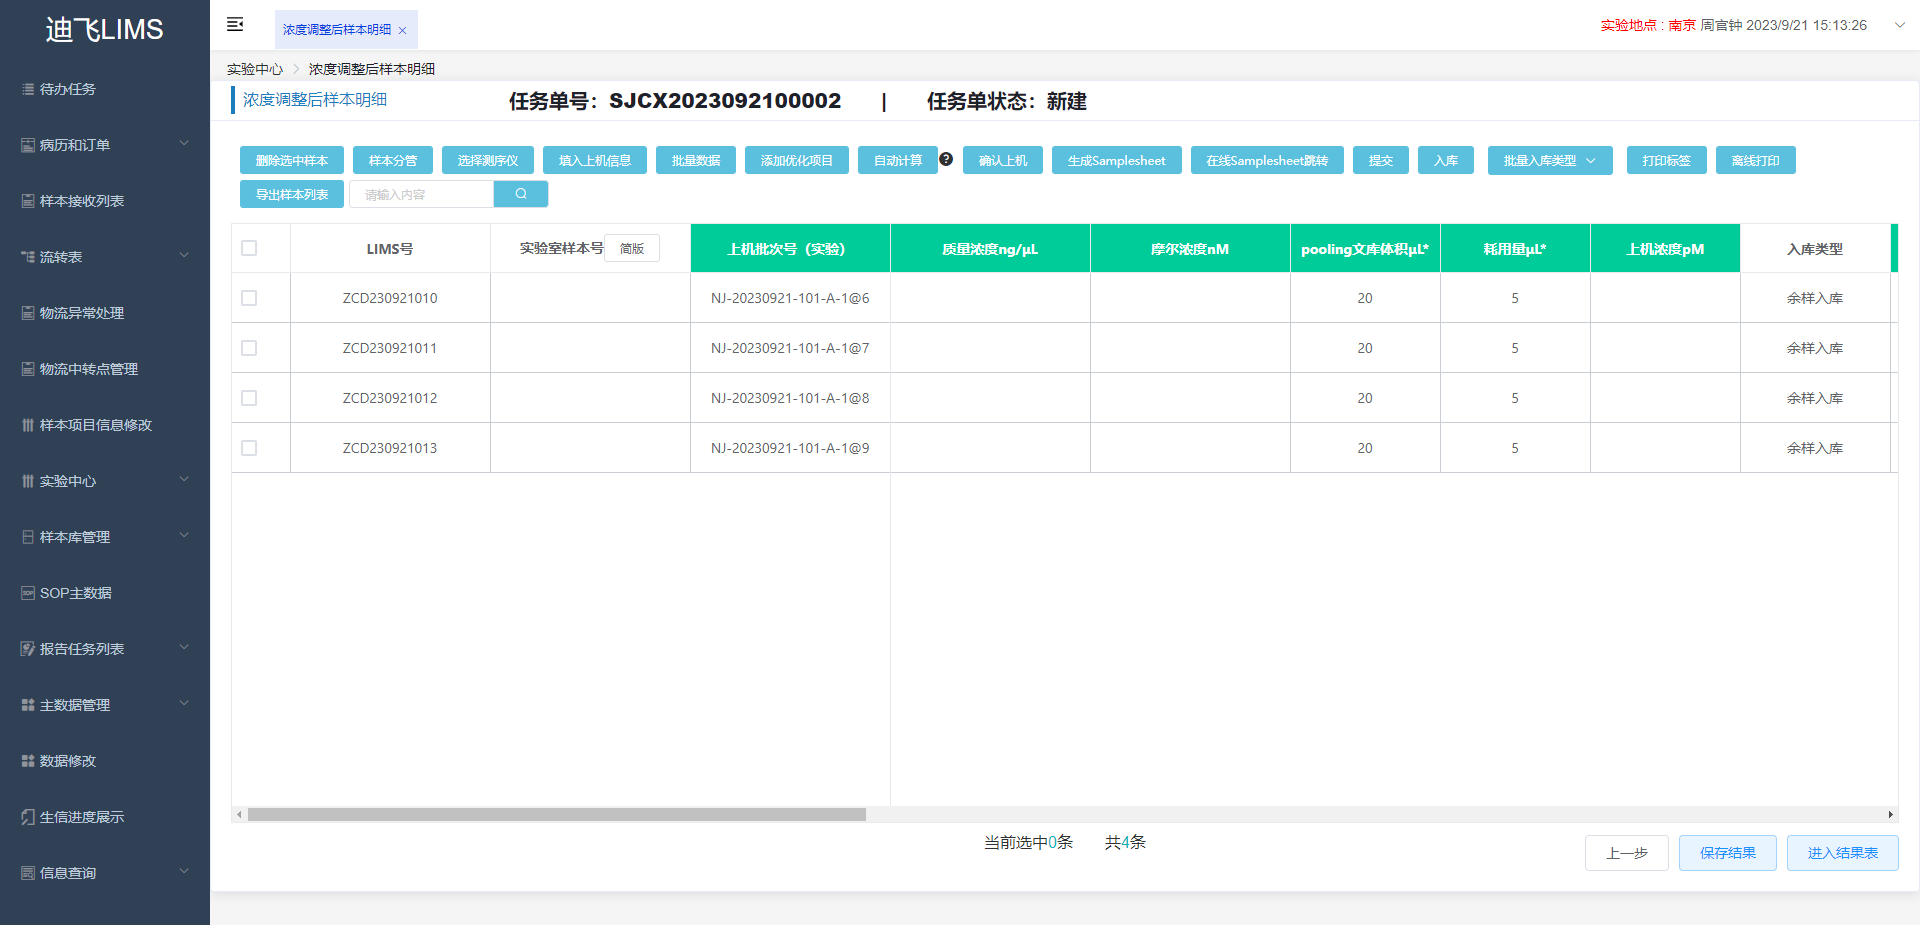 迪飞LIMS
待办任务
病历和订单
样本接收列表
流转表
物流异常处理
物流中转点管理
样本项目信息修改
实验中心
样本库管理
SOP主数据
报告任务列表
主数据管理
数据修改
生信进度展示
信息查询
浓度调整后样本明细 ×
实验地点 : 南京 周官钟 2023/9/21 15:13:26
实验中心 > 浓度调整后样本明细
浓度调整后样本明细 任务单号：SJCX2023092100002 | 任务单状态：新建
删除选中样本 样本分管 选择测序仪 填入上机信息 批量数据 添加优化项目 自动计算 ? 确认上机 生成Samplesheet 在线Samplesheet跳转 提交 入库 批量入库类型 打印标签 离线打印
导出样本列表 请输入内容
LIMS号 实验室样本号 简版 上机批次号（实验） 质量浓度ng/μL 摩尔浓度nM pooling文库体积μL* 耗用量μL* 上机浓度pM 入库类型
ZCD230921010 NJ-20230921-101-A-1@6 20 5 余样入库
ZCD230921011 NJ-20230921-101-A-1@7 20 5 余样入库
ZCD230921012 NJ-20230921-101-A-1@8 20 5 余样入库
ZCD230921013 NJ-20230921-101-A-1@9 20 5 余样入库
当前选中0条 共4条
上一步 保存结果 进入结果表